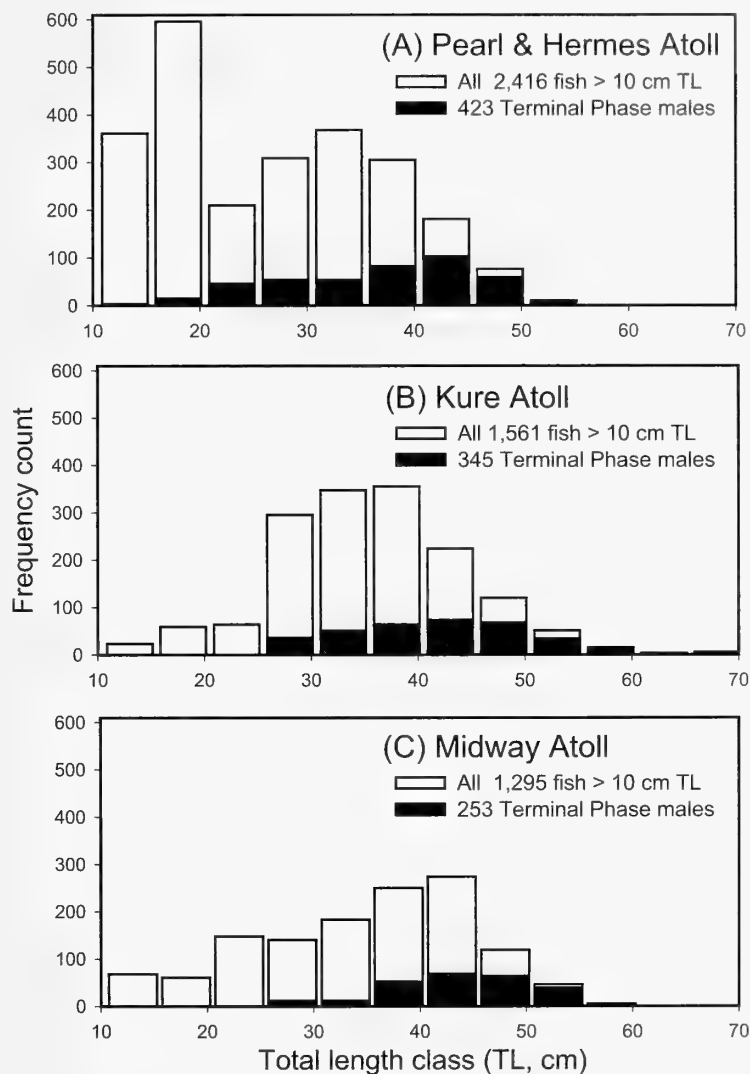 (A) Pearl & Hermes Atoll
All 2,416 fish > 10 cm TL
423 Terminal Phase males
600
500
400
300
200
100
0
10 20 30 40 50 60 70
(B) Kure Atoll
All 1,561 fish > 10 cm TL
345 Terminal Phase males
600
500
400
300
200
100
0
10 20 30 40 50 60 70
Frequency count
(C) Midway Atoll
All 1,295 fish > 10 cm TL
253 Terminal Phase males
600
500
400
300
200
100
0
10 20 30 40 50 60 70
Total length class (TL, cm)